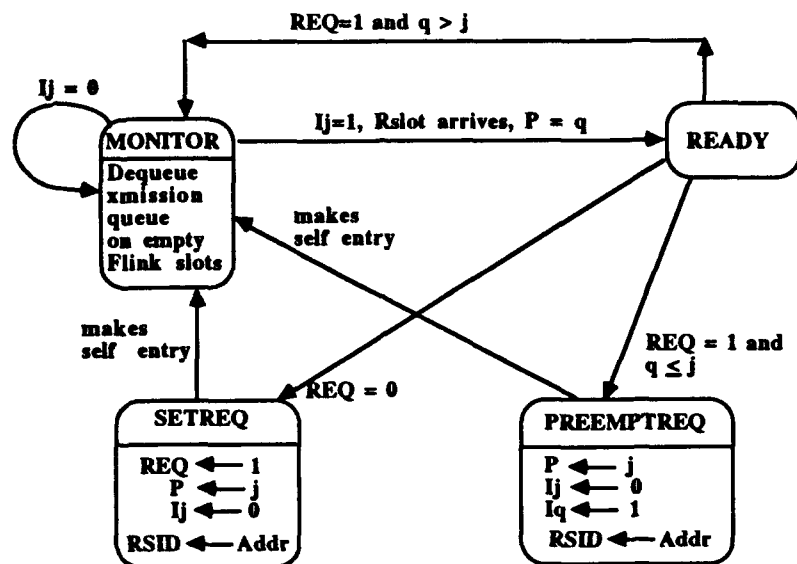 REQ=1 and q > j
Ij = 0
Ij=1, Rslot arrives, P = q
MONITOR
READY
Dequeue
xmission
queue
on empty
Flink slots
makes
self entry
makes
self entry
REQ = 1 and
q ≤ j
REQ = 0
SETREQ
REQ ← 1
P ← j
Ij ← 0
RSID ← Addr
PREEMPTREQ
P ← j
Ij ← 0
Iq ← 1
RSID ← Addr